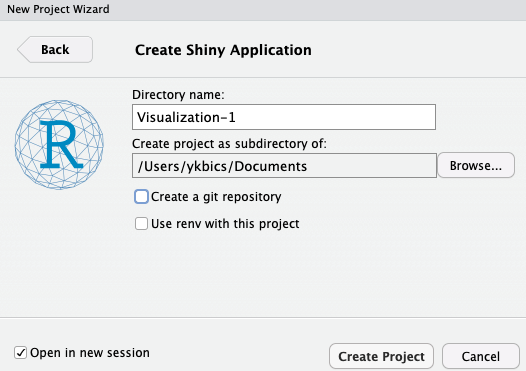 New Project Wizard
Back
Create Shiny Application
R
Directory name:
Visualization-1
Create project as subdirectory of:
/Users/ykbics/Documents
Browse...
Create a git repository
Use renv with this project
Open in new session
Create Project
Cancel